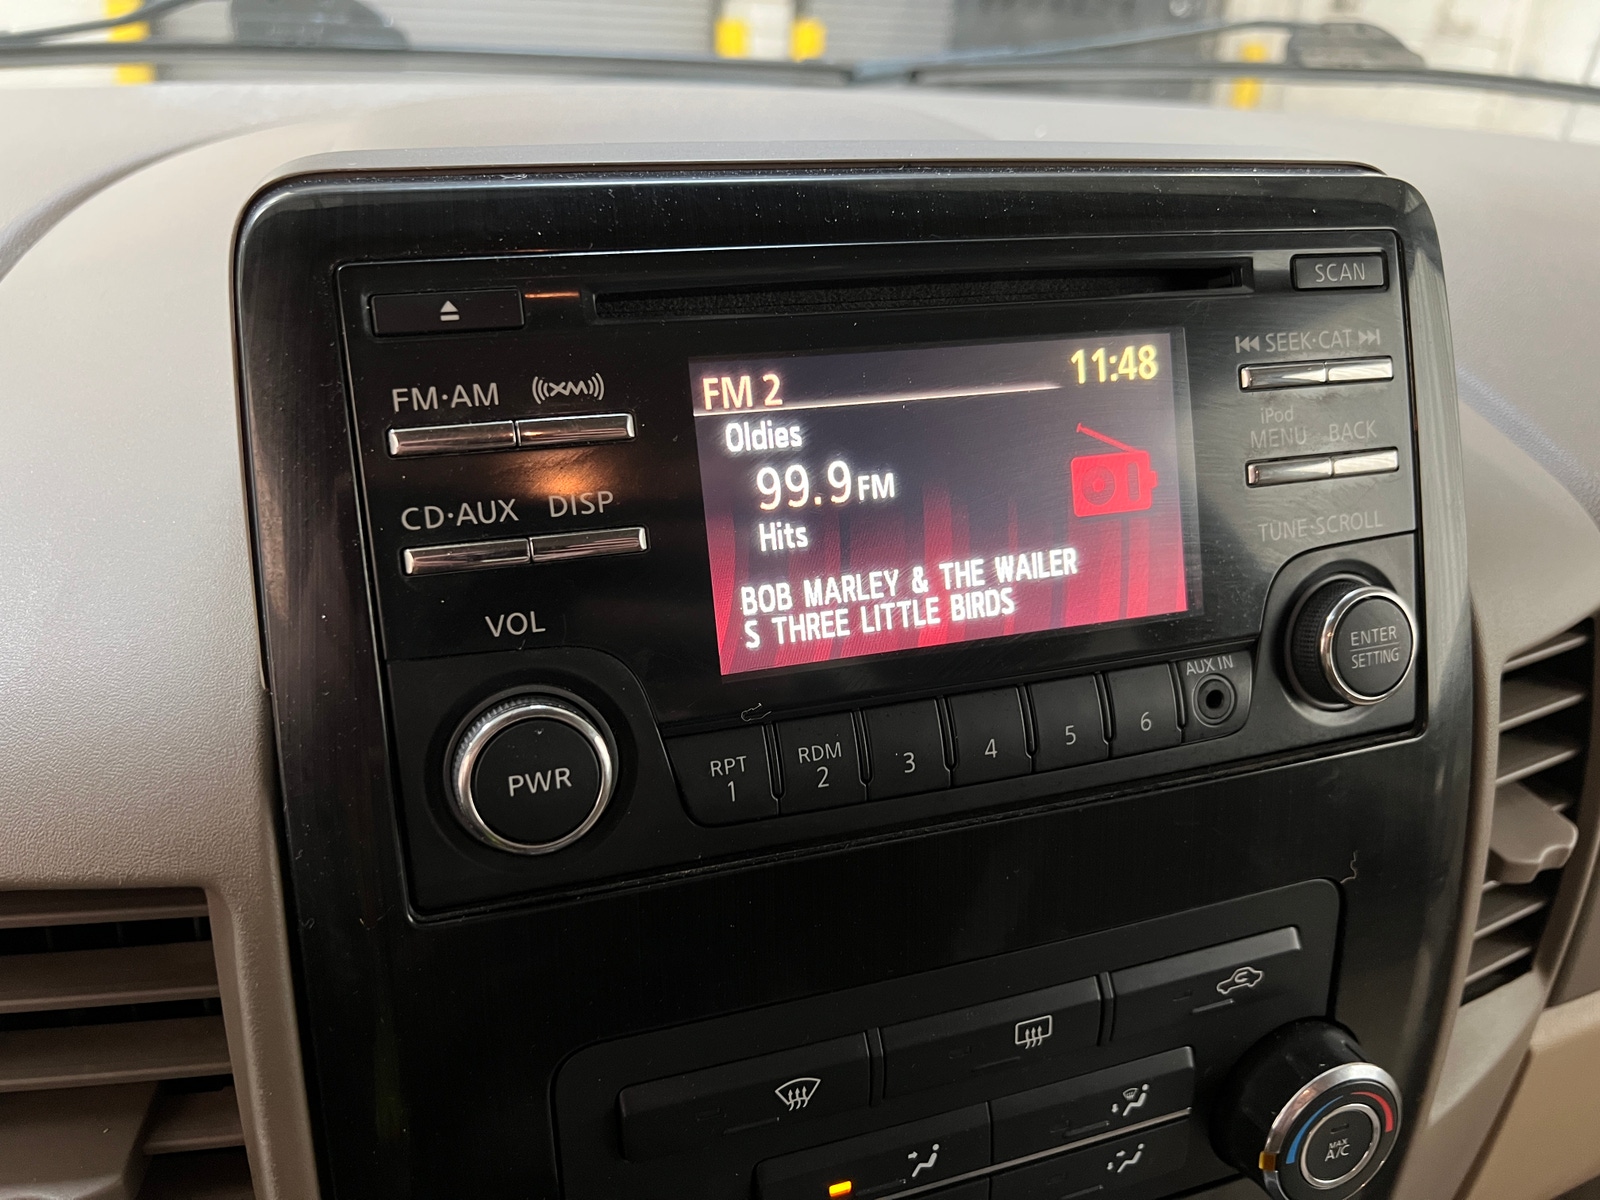 SCAN
FM·AM
((XM))
SEEK·CAT
iPod
MENU BACK
CD·AUX
DISP
TUNE·SCROLL
VOL
FM 2
11:48
Oldies
99.9 FM
Hits
BOB MARLEY & THE WAILER
S THREE LITTLE BIRDS
ENTER
SETTING
AUX IN
PWR
RPT
1
RDM
2
3
4
5
6
MAX
A/C